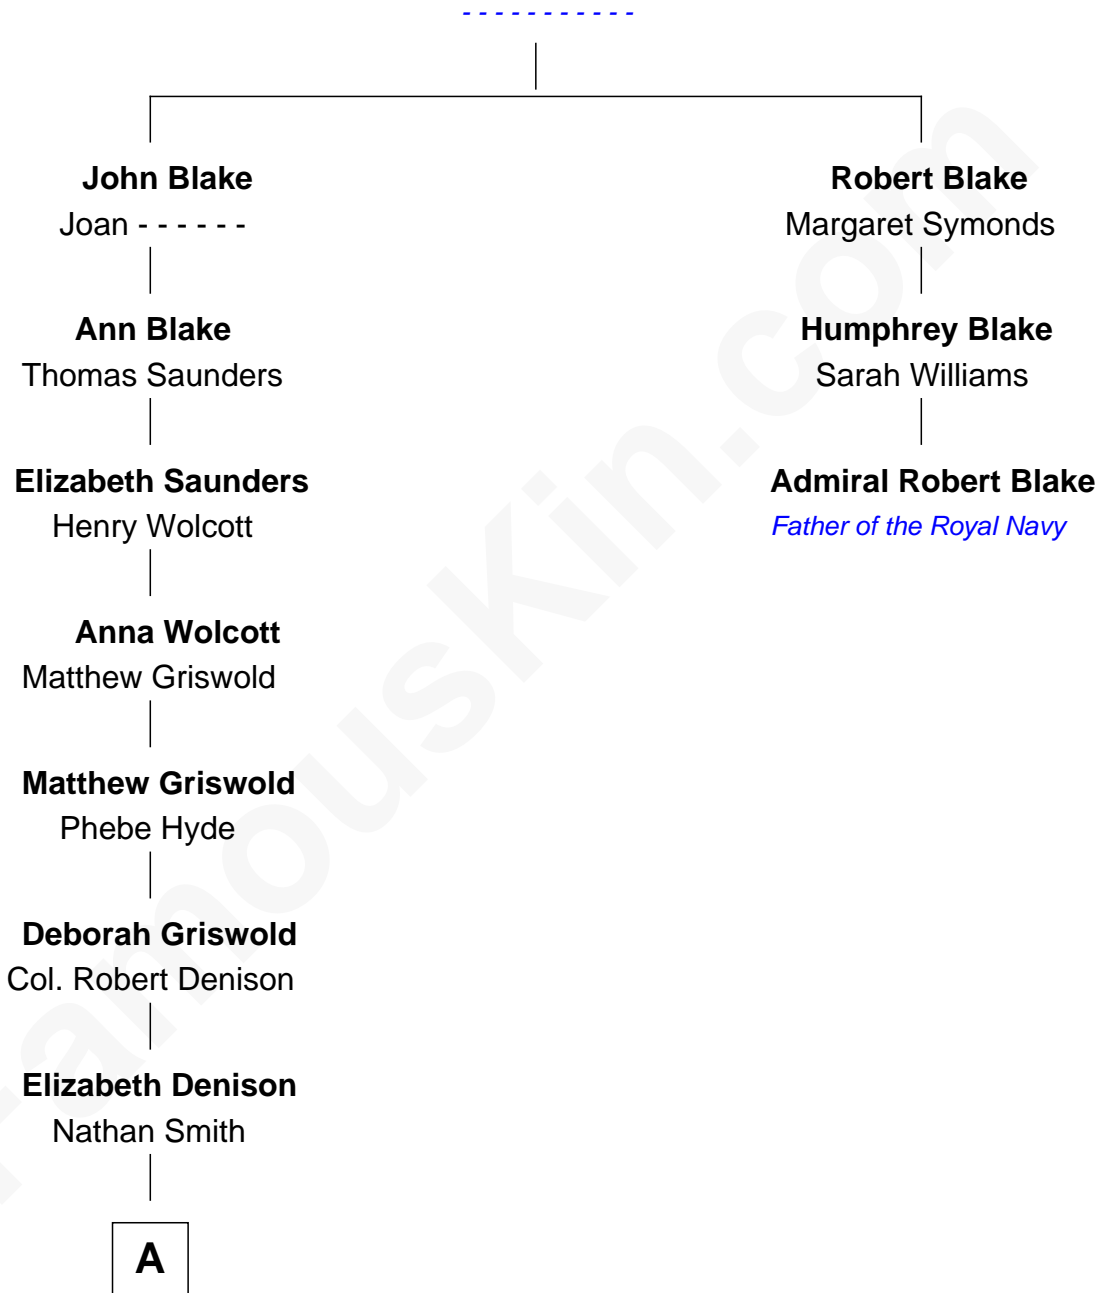 - - - - - - - - - - -
John Blake
Joan - - - - - -
Robert Blake
Margaret Symonds
Ann Blake
Thomas Saunders
Humphrey Blake
Sarah Williams
Elizabeth Saunders
Henry Wolcott
Admiral Robert Blake
Father of the Royal Navy
Anna Wolcott
Matthew Griswold
Matthew Griswold
Phebe Hyde
Deborah Griswold
Col. Robert Denison
Elizabeth Denison
Nathan Smith
A
FamousKin.com